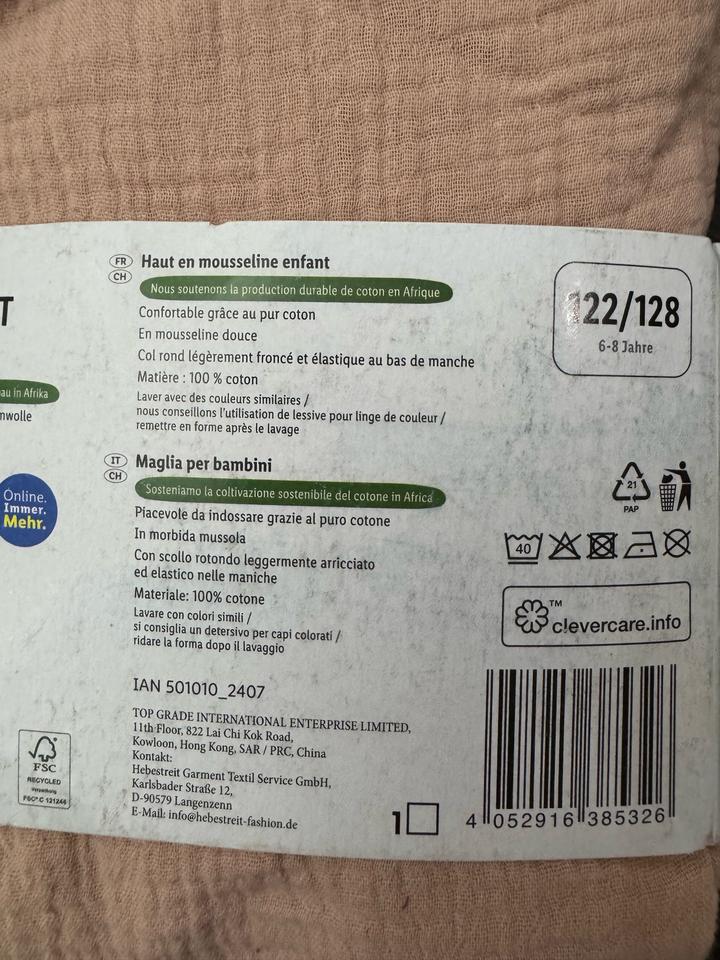 T
au in Afrika
nwolle
Online.
Immer.
Mehr.
FSC
RECYCLED
Verpackung
FSC® C 121246
FR
CH
Haut en mousseline enfant
Nous soutenons la production durable de coton en Afrique
Confortable grâce au pur coton
En mousseline douce
Col rond légèrement froncé et élastique au bas de manche
Matière : 100 % coton
Laver avec des couleurs similaires /
nous conseillons l'utilisation de lessive pour linge de couleur /
remettre en forme après le lavage
IT
CH
Maglia per bambini
Sosteniamo la coltivazione sostenibile del cotone in Africa
Piacevole da indossare grazie al puro cotone
In morbida mussola
Con scollo rotondo leggermente arricciato
ed elastico nelle maniche
Materiale: 100% cotone
Lavare con colori simili /
si consiglia un detersivo per capi colorati /
ridare la forma dopo il lavaggio
IAN 501010_2407
TOP GRADE INTERNATIONAL ENTERPRISE LIMITED,
11th Floor, 822 Lai Chi Kok Road,
Kowloon, Hong Kong, SAR / PRC, China
Kontakt:
Hebestreit Garment Textil Service GmbH,
Karlsbader Straße 12,
D-90579 Langenzenn
E-Mail: info@hebestreit-fashion.de
122/128
6-8 Jahre
21
PAP
40
™
clevercare.info
1
4 052916 385326